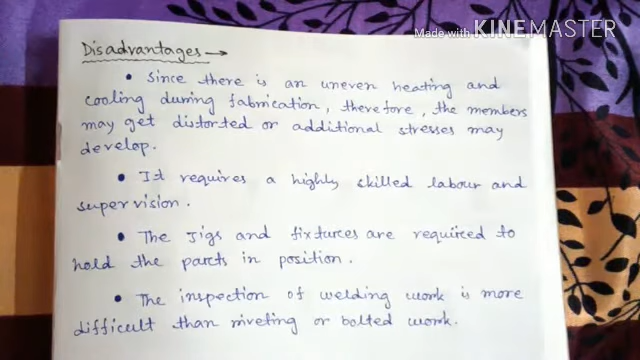 Made with KINEMASTER
Disadvantages →
• Since there is an uneven heating and
cooling during fabrication, therefore, the members
may get distorted or additional stresses may
develop.
• It requires a highly skilled labour and
supervision.
• The Jigs and fixtures are required to
hold the parts in position.
• The inspection of welding work is more
difficult than riveting or bolted work.